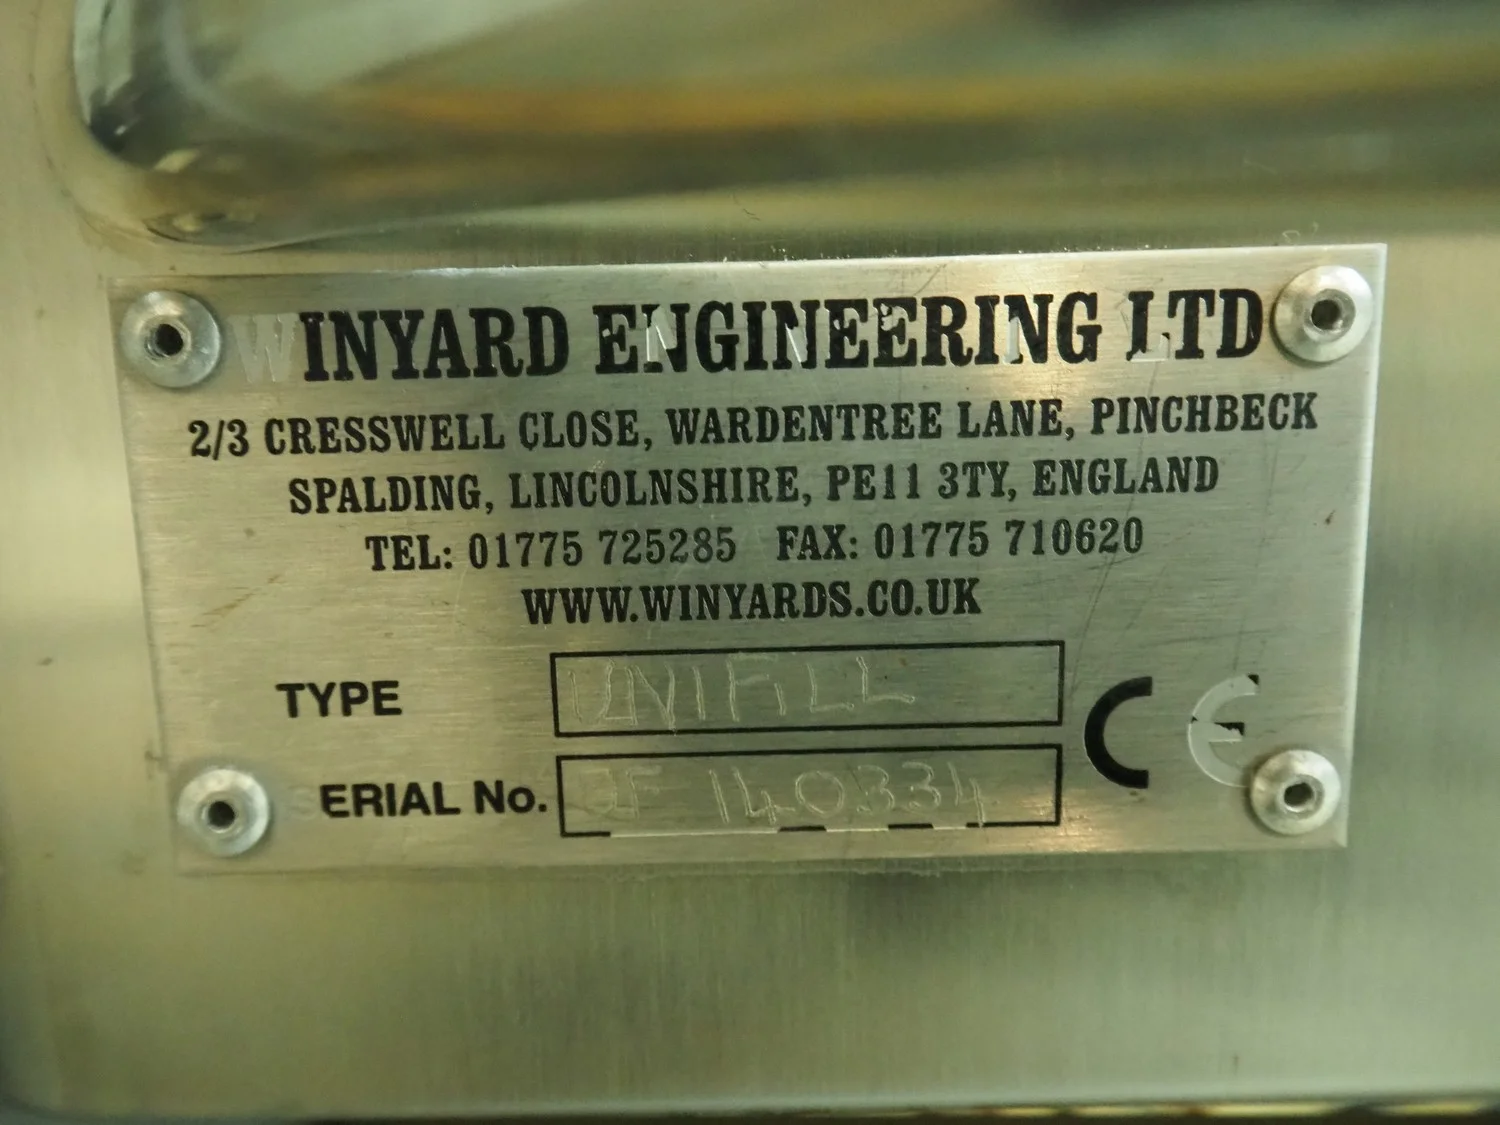 WINYARD ENGINEERING LTD
2/3 CRESSWELL CLOSE, WARDENTREE LANE, PINCHBECK
SPALDING, LINCOLNSHIRE, PE11 3TY, ENGLAND
TEL: 01775 725285 FAX: 01775 710620
WWW.WINYARDS.CO.UK
TYPE UNIFILL
CE
SERIAL No. 140334